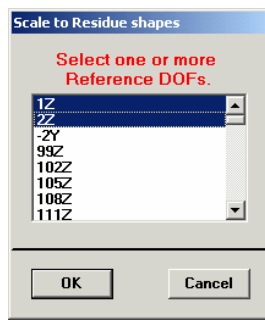 Scale to Residue shapes
Select one or more
Reference DOFs.
1Z
2Z
-2Y
99Z
102Z
105Z
108Z
111Z
OK
Cancel